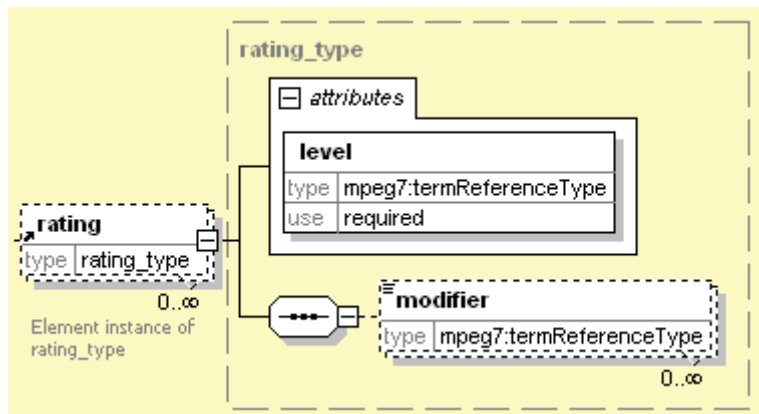 rating_type
attributes
level
type mpeg7:termReferenceType
use required
rating
type rating_type
0..∞
Element instance of
rating_type
modifier
type mpeg7:termReferenceType
0..∞